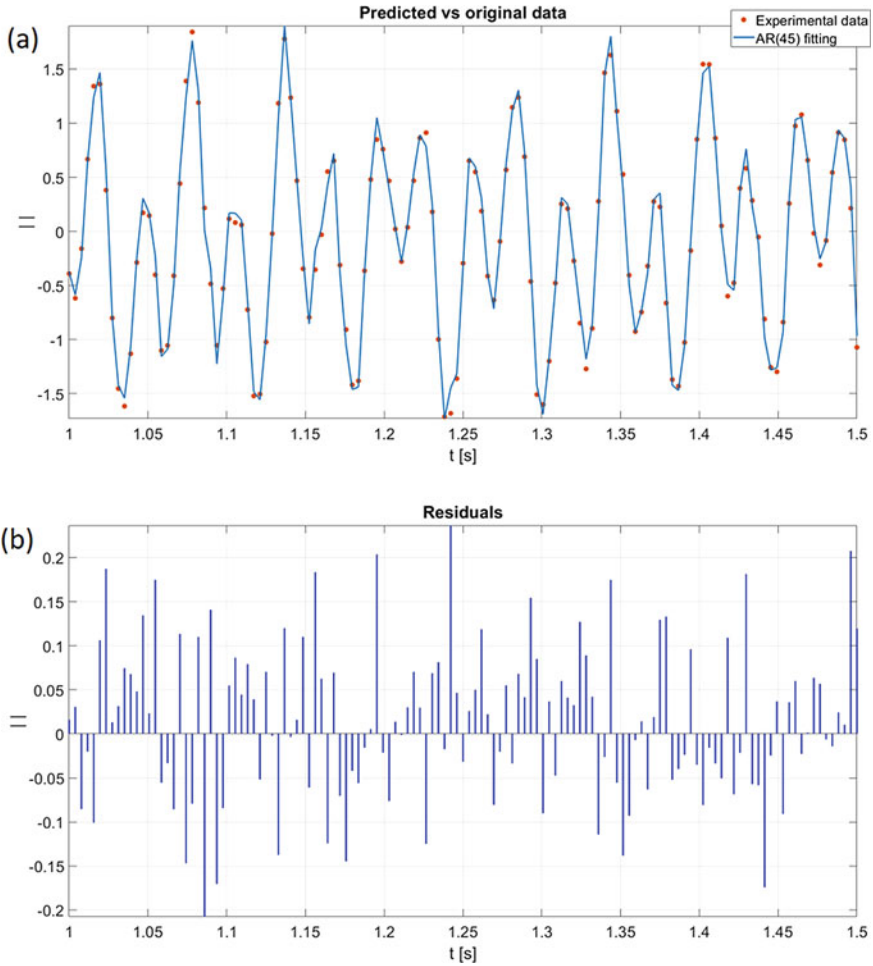 Predicted vs original data
(a)
Experimental data
AR(45) fitting
1.5
1
0.5
0
-0.5
-1
-1.5
||
1 1.05 1.1 1.15 1.2 1.25 1.3 1.35 1.4 1.45 1.5
t [s]
Residuals
(b)
0.2
0.15
0.1
0.05
0
-0.05
-0.1
-0.15
-0.2
||
1 1.05 1.1 1.15 1.2 1.25 1.3 1.35 1.4 1.45 1.5
t [s]